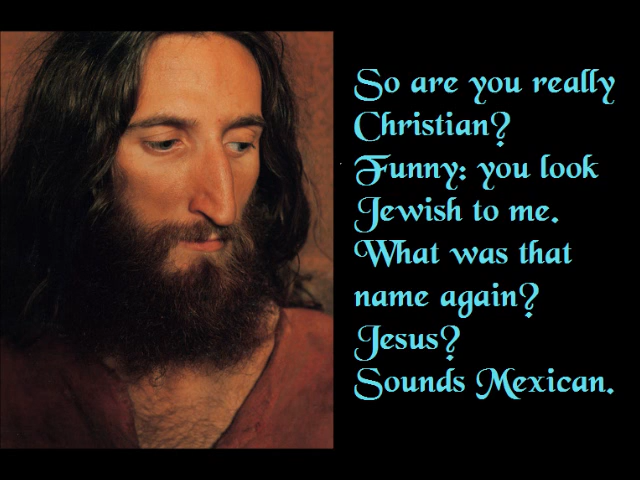 So are you really
Christian?
Funny: you look
Jewish to me.
What was that
name again?
Jesus?
Sounds Mexican.